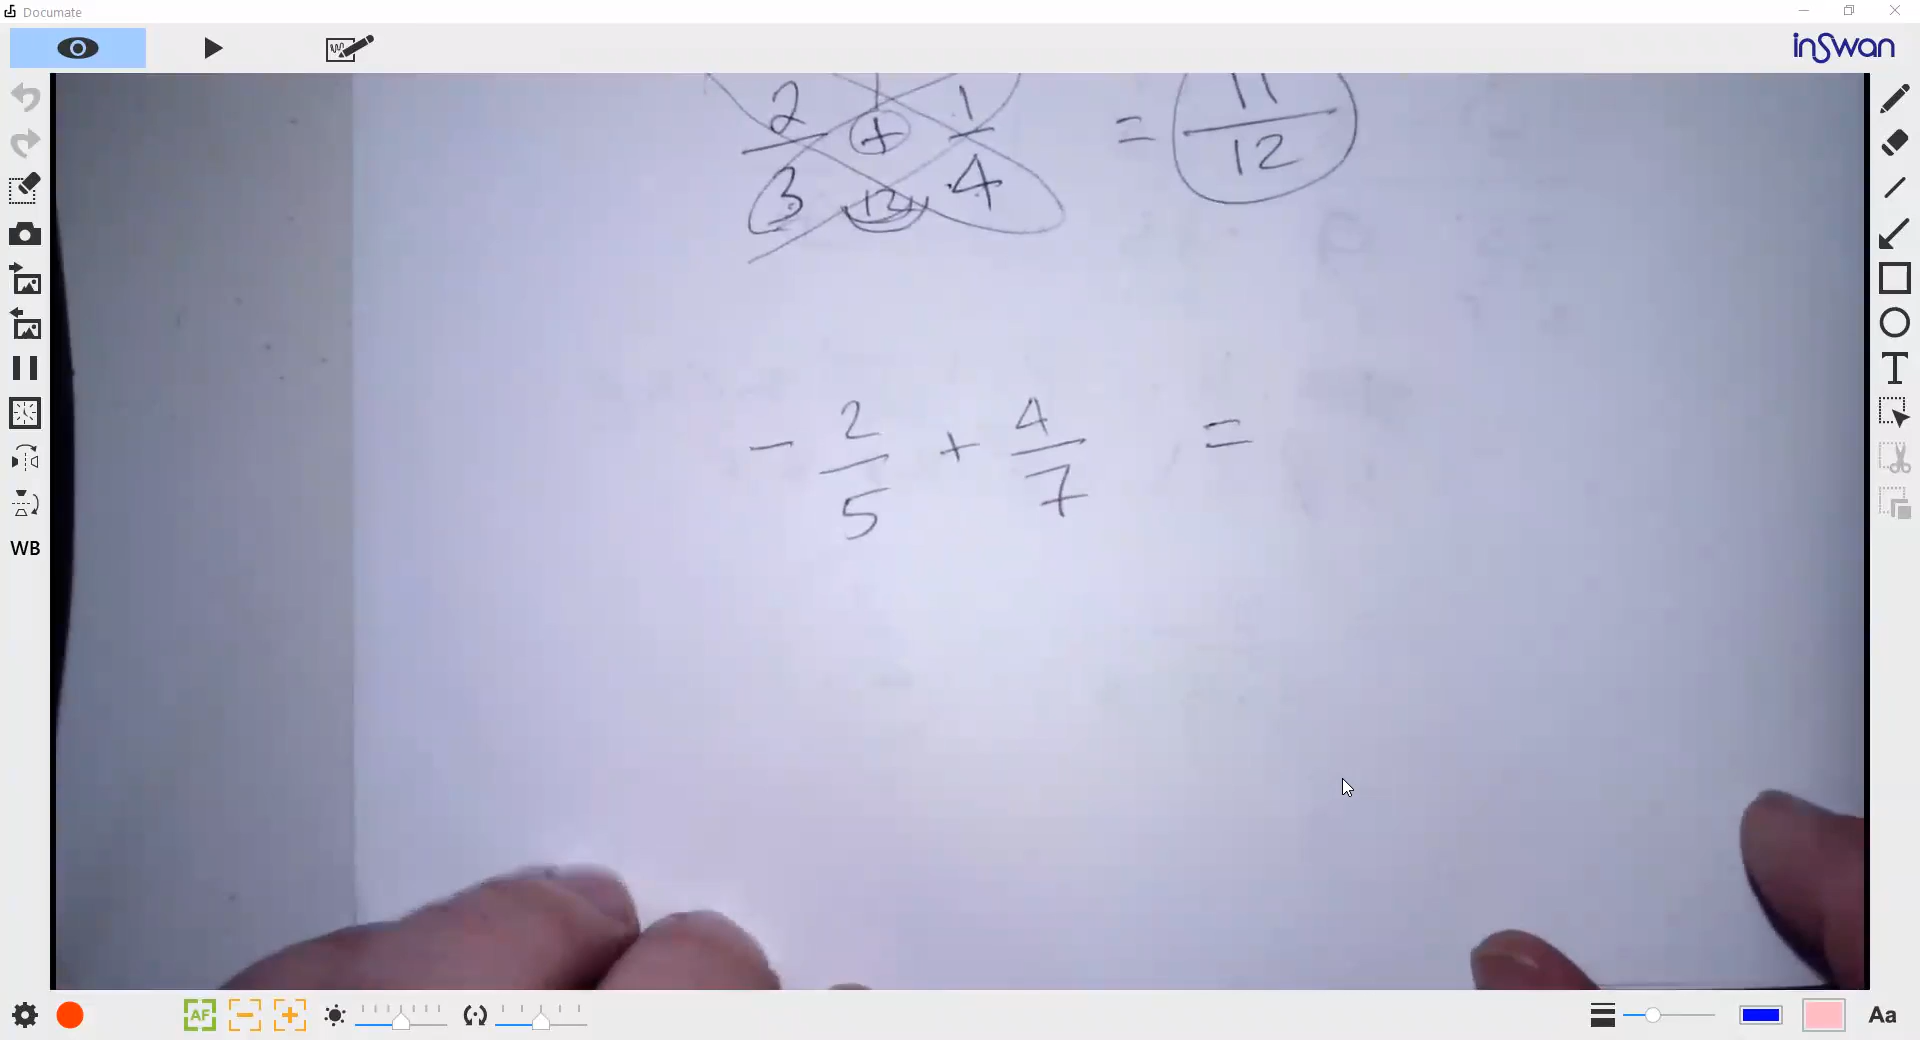 Documate
inSwan
2/3 + 1/4 = 11/12
12
- 2/5 + 4/7 =
WB
AF
T
Aa